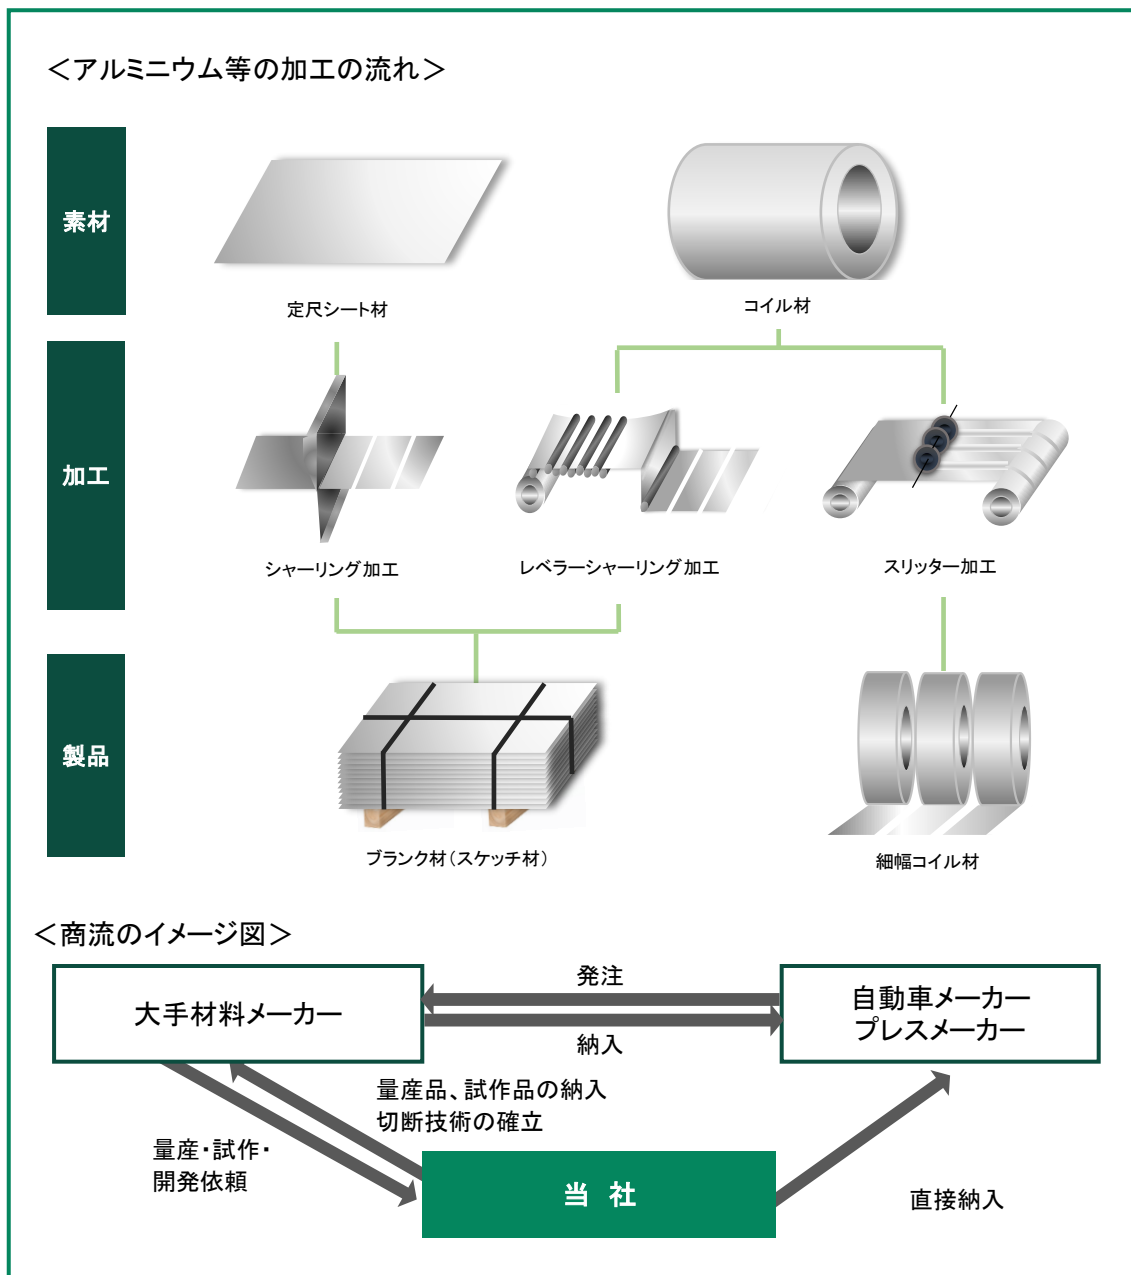 ＜アルミニウム等の加工の流れ＞
素材
定尺シート材
コイル材
加工
シャーリング加工
レベラーシャーリング加工
スリッター加工
製品
ブランク材（スケッチ材）
細幅コイル材
＜商流のイメージ図＞
大手材料メーカー
発注
納入
自動車メーカー
プレスメーカー
量産品、試作品の納入
切断技術の確立
量産・試作・
開発依頼
当 社
直接納入